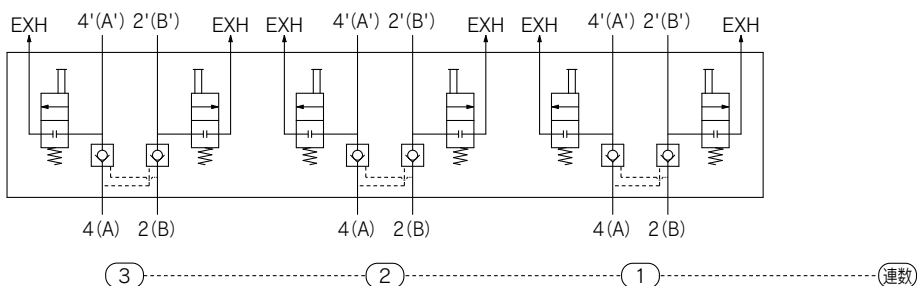 EXH 4'(A') 2'(B') EXH EXH 4'(A') 2'(B') EXH EXH 4'(A') 2'(B') EXH
4(A) 2(B) 4(A) 2(B) 4(A) 2(B)
3 2 1 連数